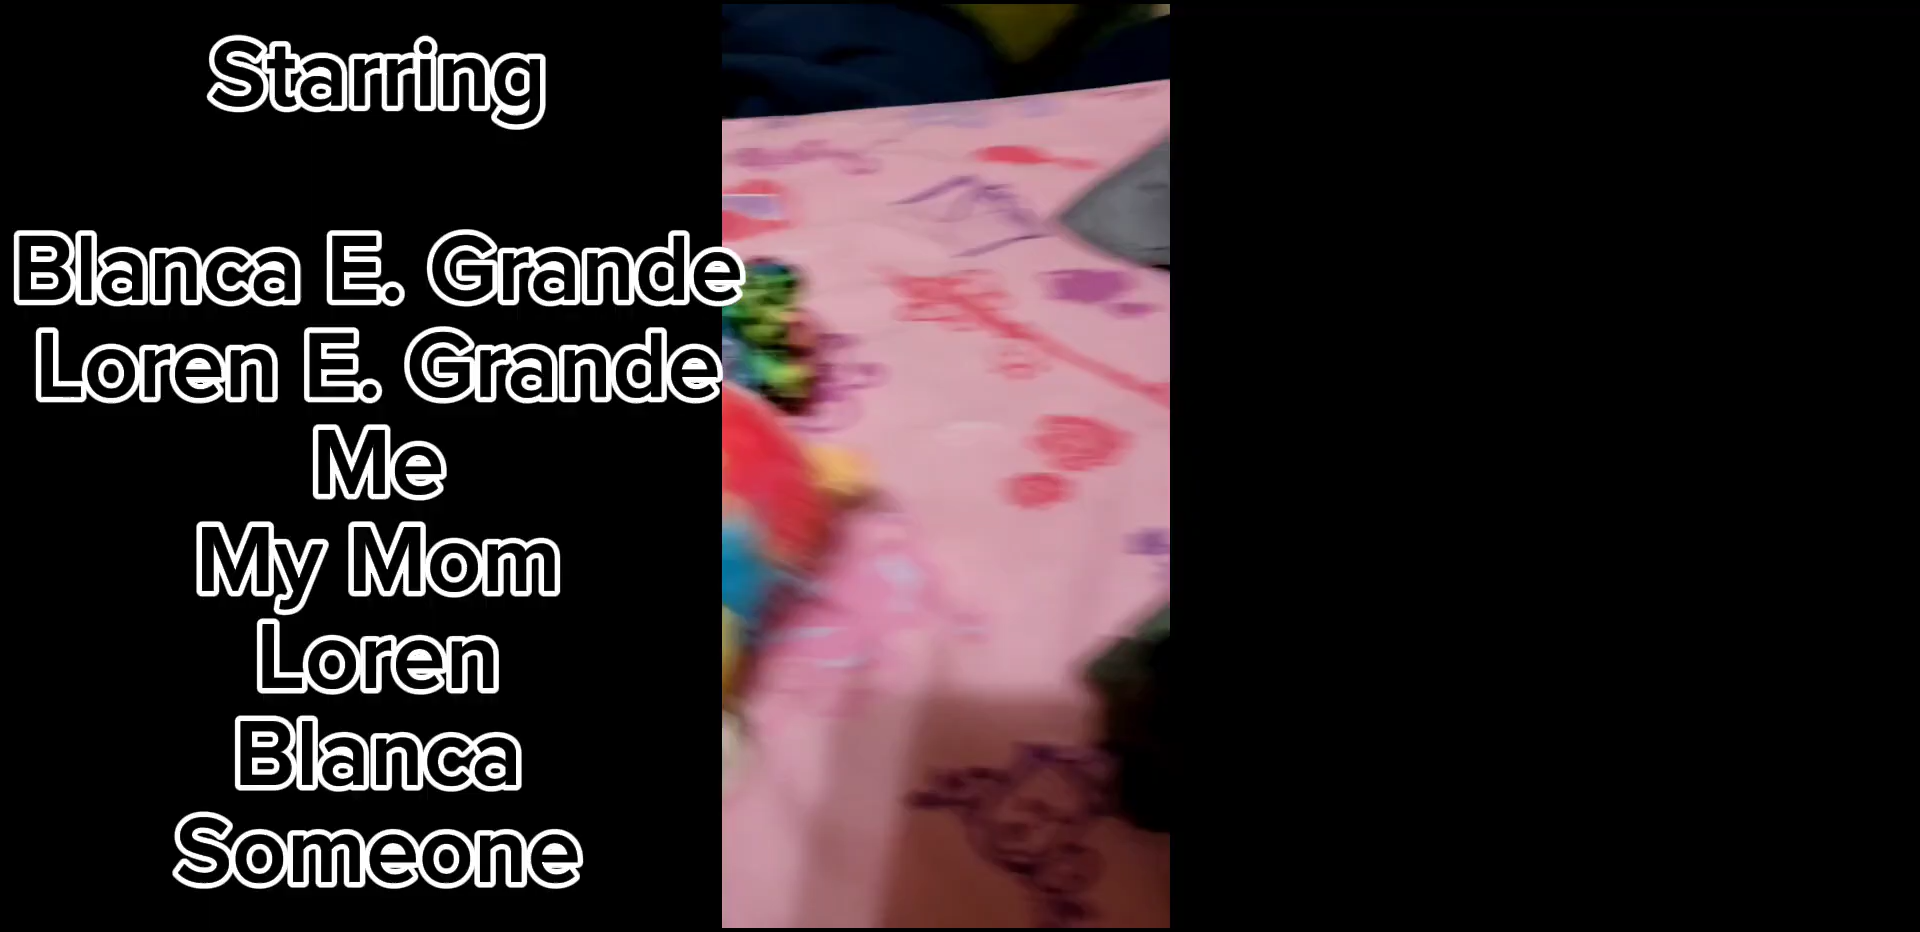 Starring
Blanca E. Grande
Loren E. Grande
Me
My Mom
Loren
Blanca
Someone